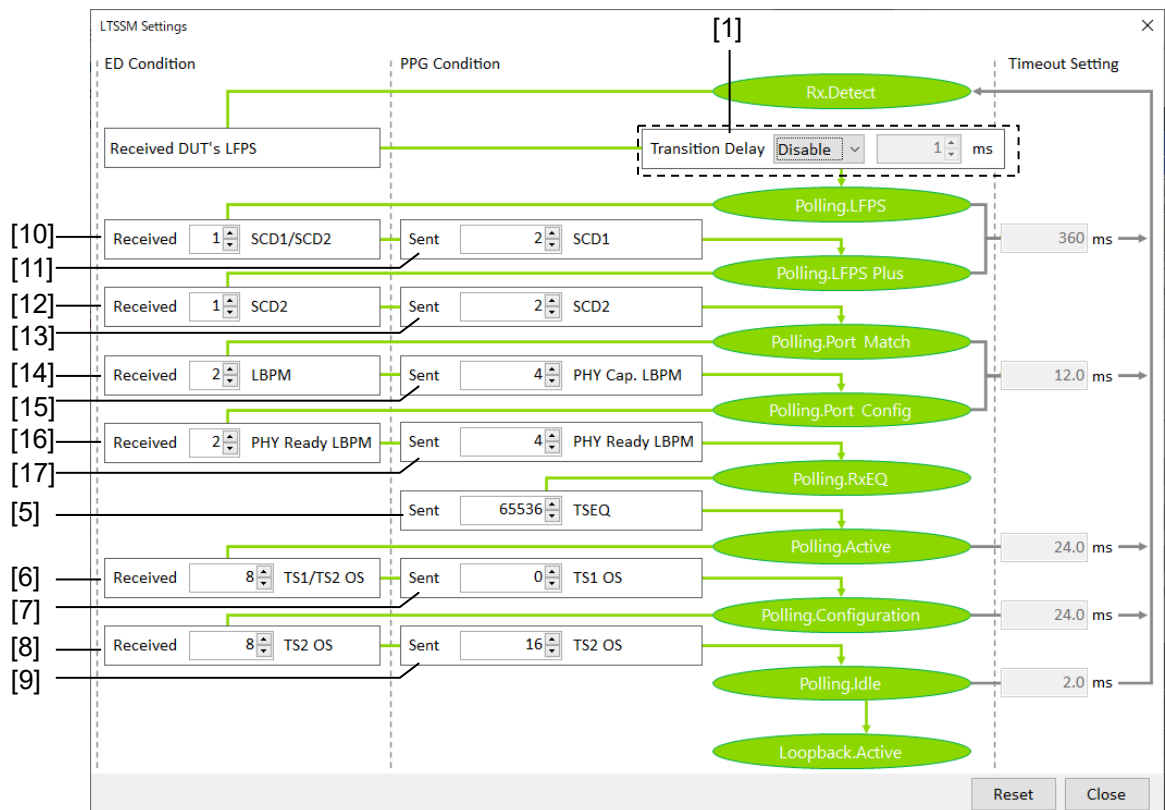 LTSSM Settings
[1]
ED Condition PPG Condition Timeout Setting
Rx.Detect
Received DUT's LFPS Transition Delay Disable 1 ms
Polling.LFPS
[10] Received 1 SCD1/SCD2 Sent 2 SCD1 360 ms
[11]
Polling.LFPS Plus
[12] Received 1 SCD2 Sent 2 SCD2
[13]
Polling.Port Match
[14] Received 2 LBPM Sent 4 PHY Cap. LBPM 12.0 ms
[15]
Polling.Port Config
[16] Received 2 PHY Ready LBPM Sent 4 PHY Ready LBPM
[17]
Polling.RxEQ
[5] Sent 65536 TSEQ
Polling.Active 24.0 ms
[6] Received 8 TS1/TS2 OS Sent 0 TS1 OS
[7]
Polling.Configuration 24.0 ms
[8] Received 8 TS2 OS Sent 16 TS2 OS
[9]
Polling.Idle 2.0 ms
Loopback.Active
Reset Close